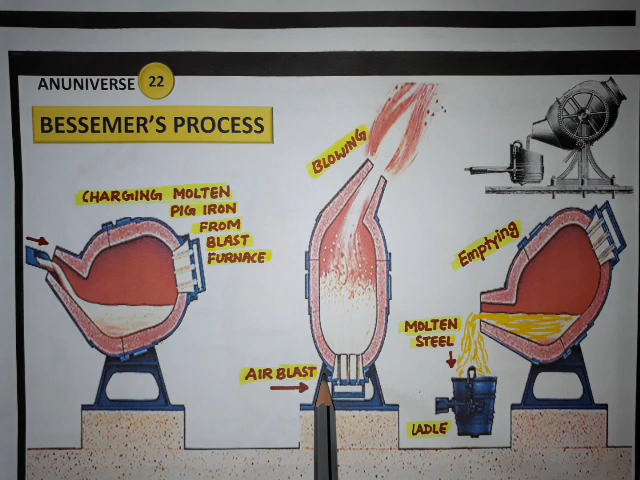 ANUNIVERSE 22
BESSEMER'S PROCESS
CHARGING MOLTEN
PIG IRON
FROM
BLAST
FURNACE
BLOWING
AIR BLAST
Emptying
MOLTEN
STEEL
LADLE